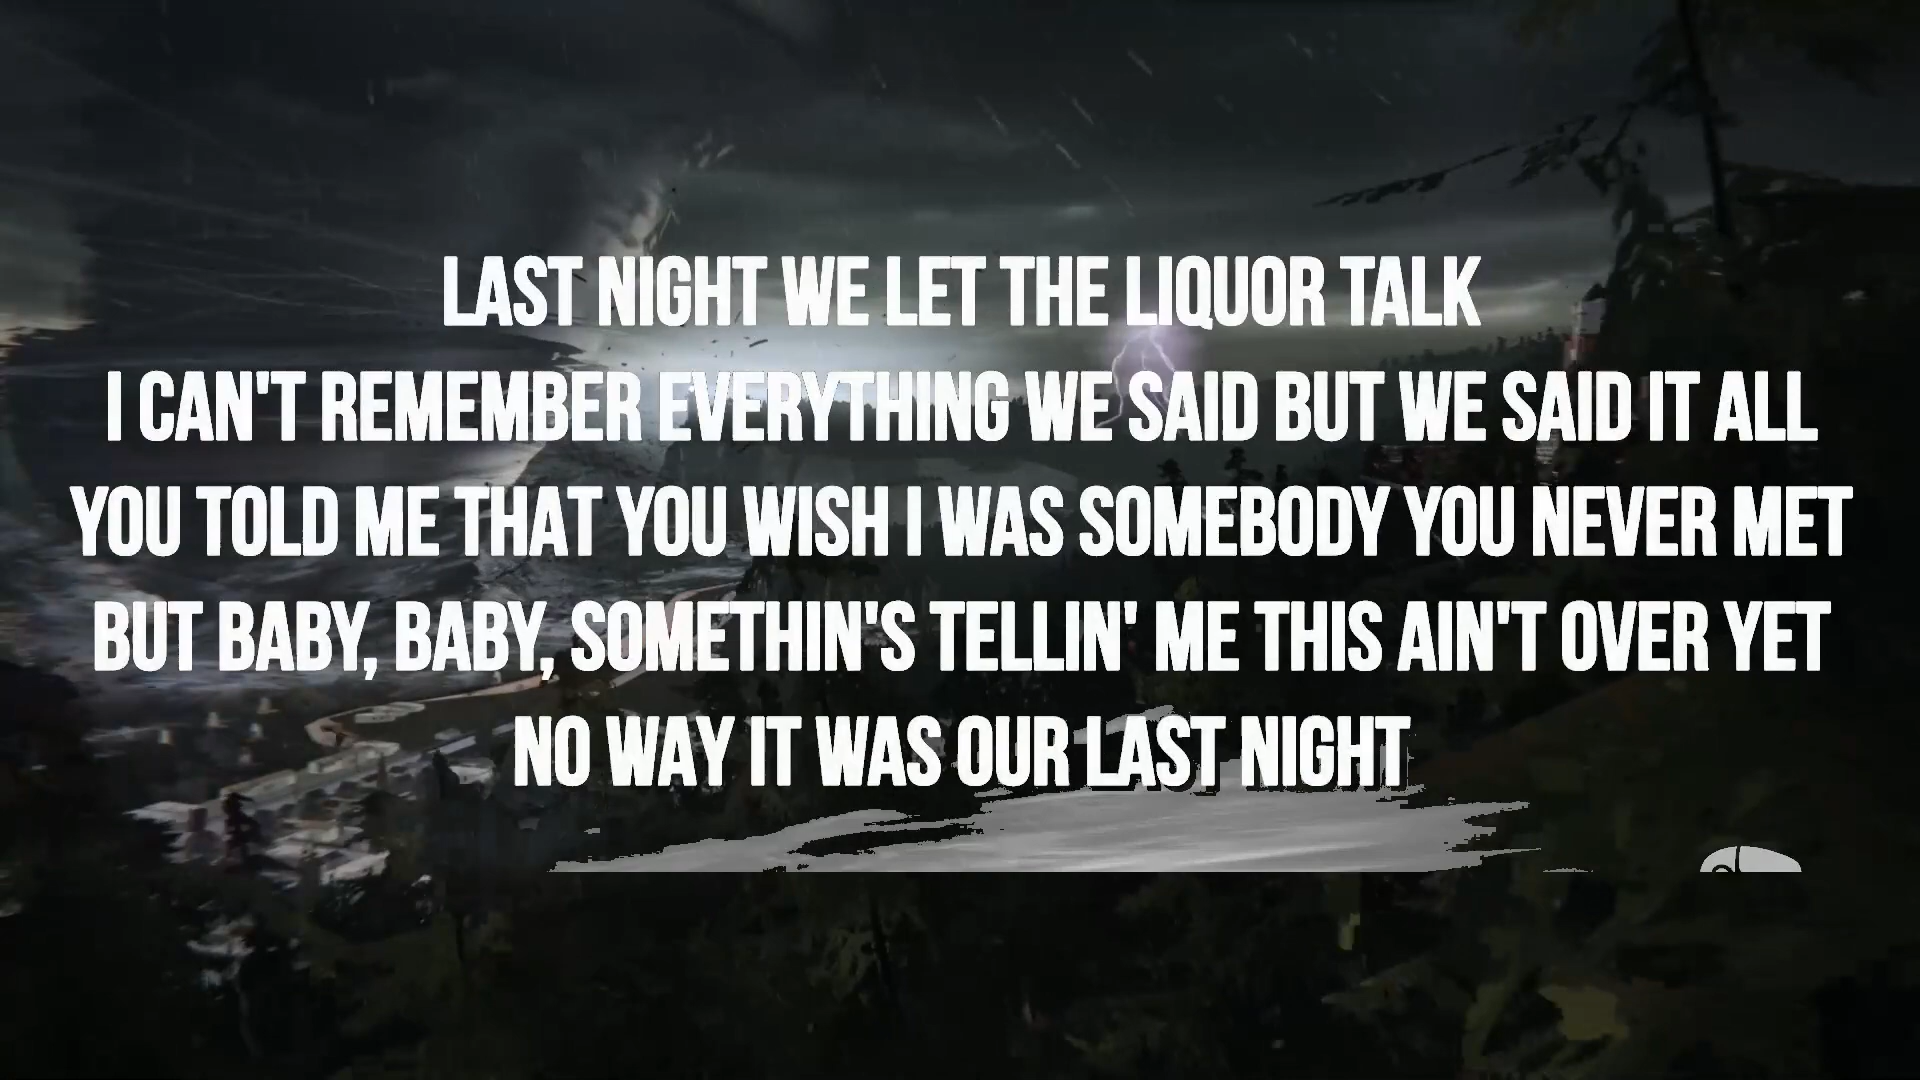 LAST NIGHT WE LET THE LIQUOR TALK
I CAN'T REMEMBER EVERYTHING WE SAID BUT WE SAID IT ALL
YOU TOLD ME THAT YOU WISH I WAS SOMEBODY YOU NEVER MET
BUT BABY, BABY, SOMETHIN'S TELLIN' ME THIS AIN'T OVER YET
NO WAY IT WAS OUR LAST NIGHT